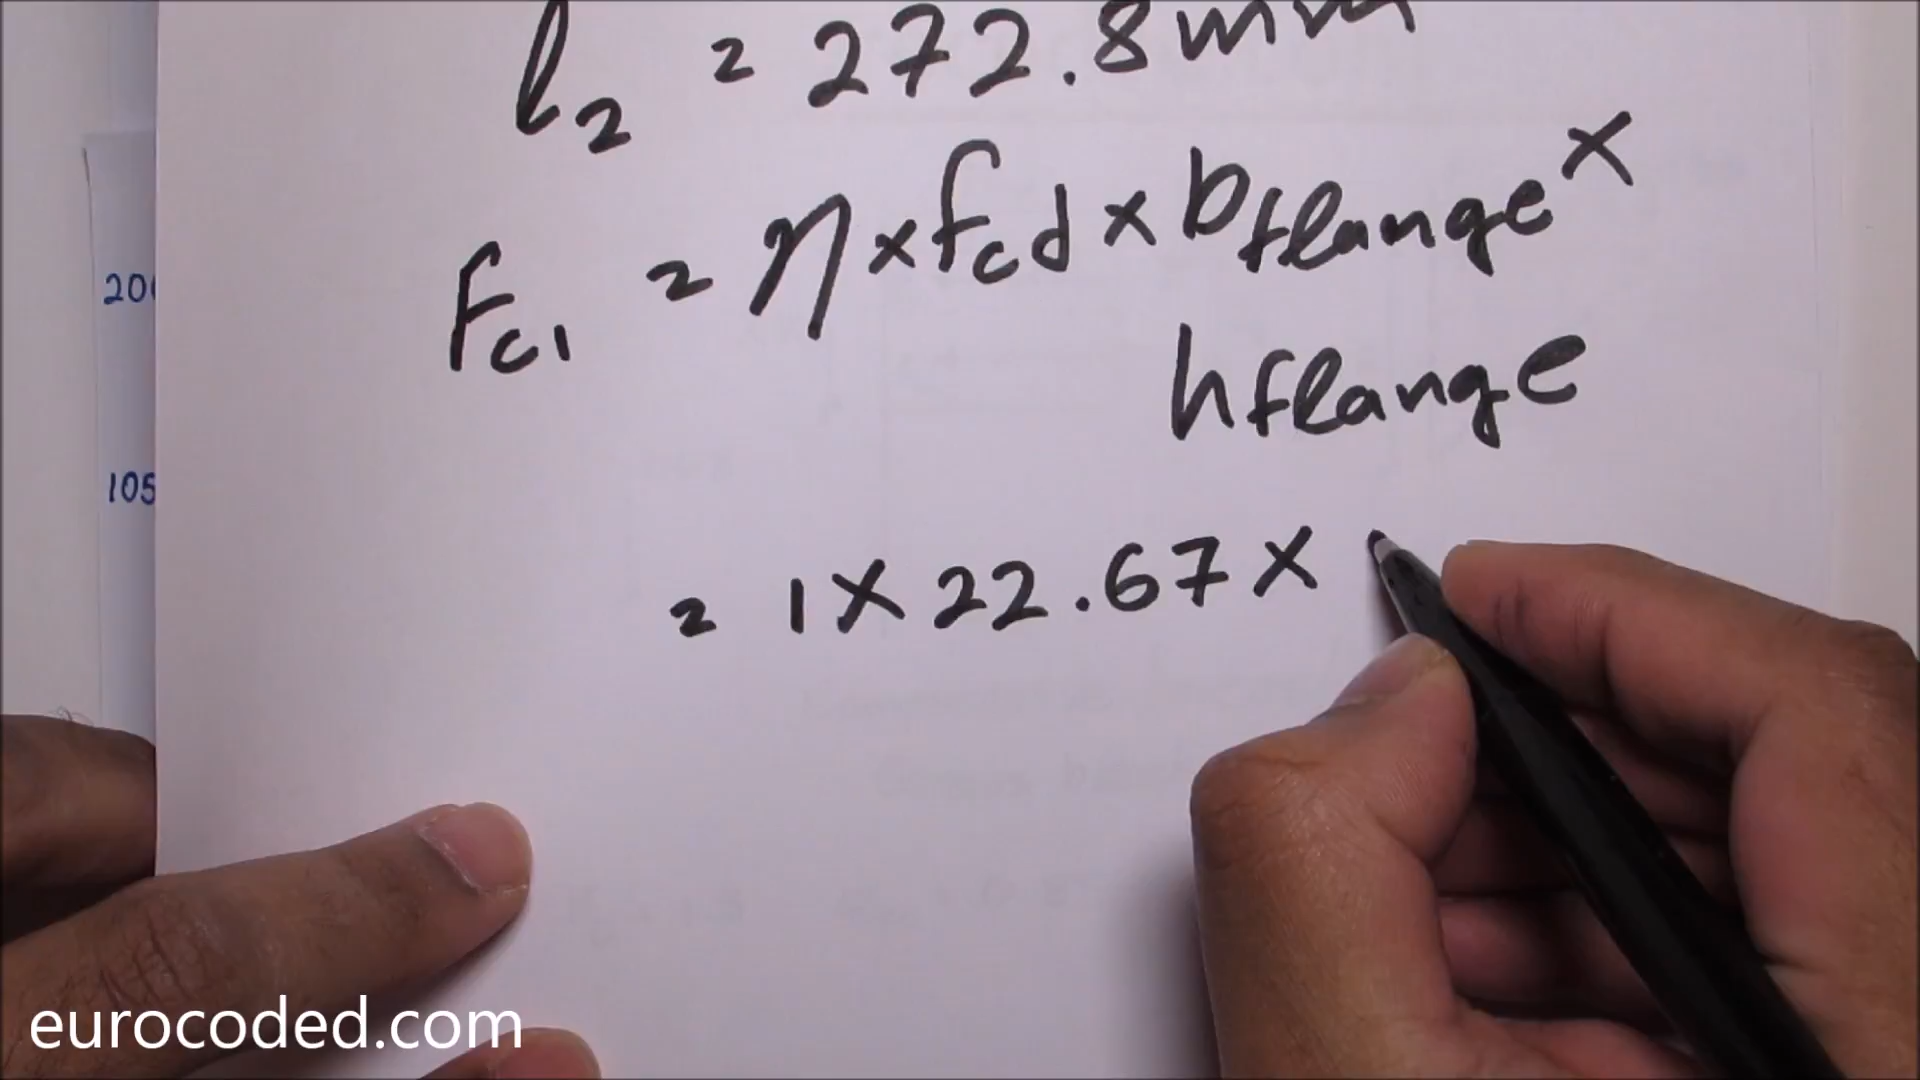 l₂ = 272.8mm
Fc1 = η × fcd × bflange ×
hflange
200
105
= 1 × 22.67 ×
eurocoded.com